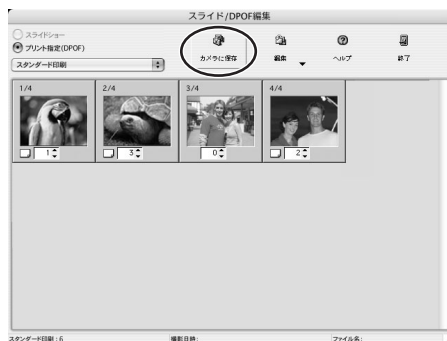 スライド/DPOF編集
スライドショー
プリント指定(DPOF)
スタンダード印刷
カメラに保存
編集
ヘルプ
終了
1/4
2/4
3/4
4/4
1
3
0
2
スタンダード印刷 : 6
撮影日時:
ファイル名: